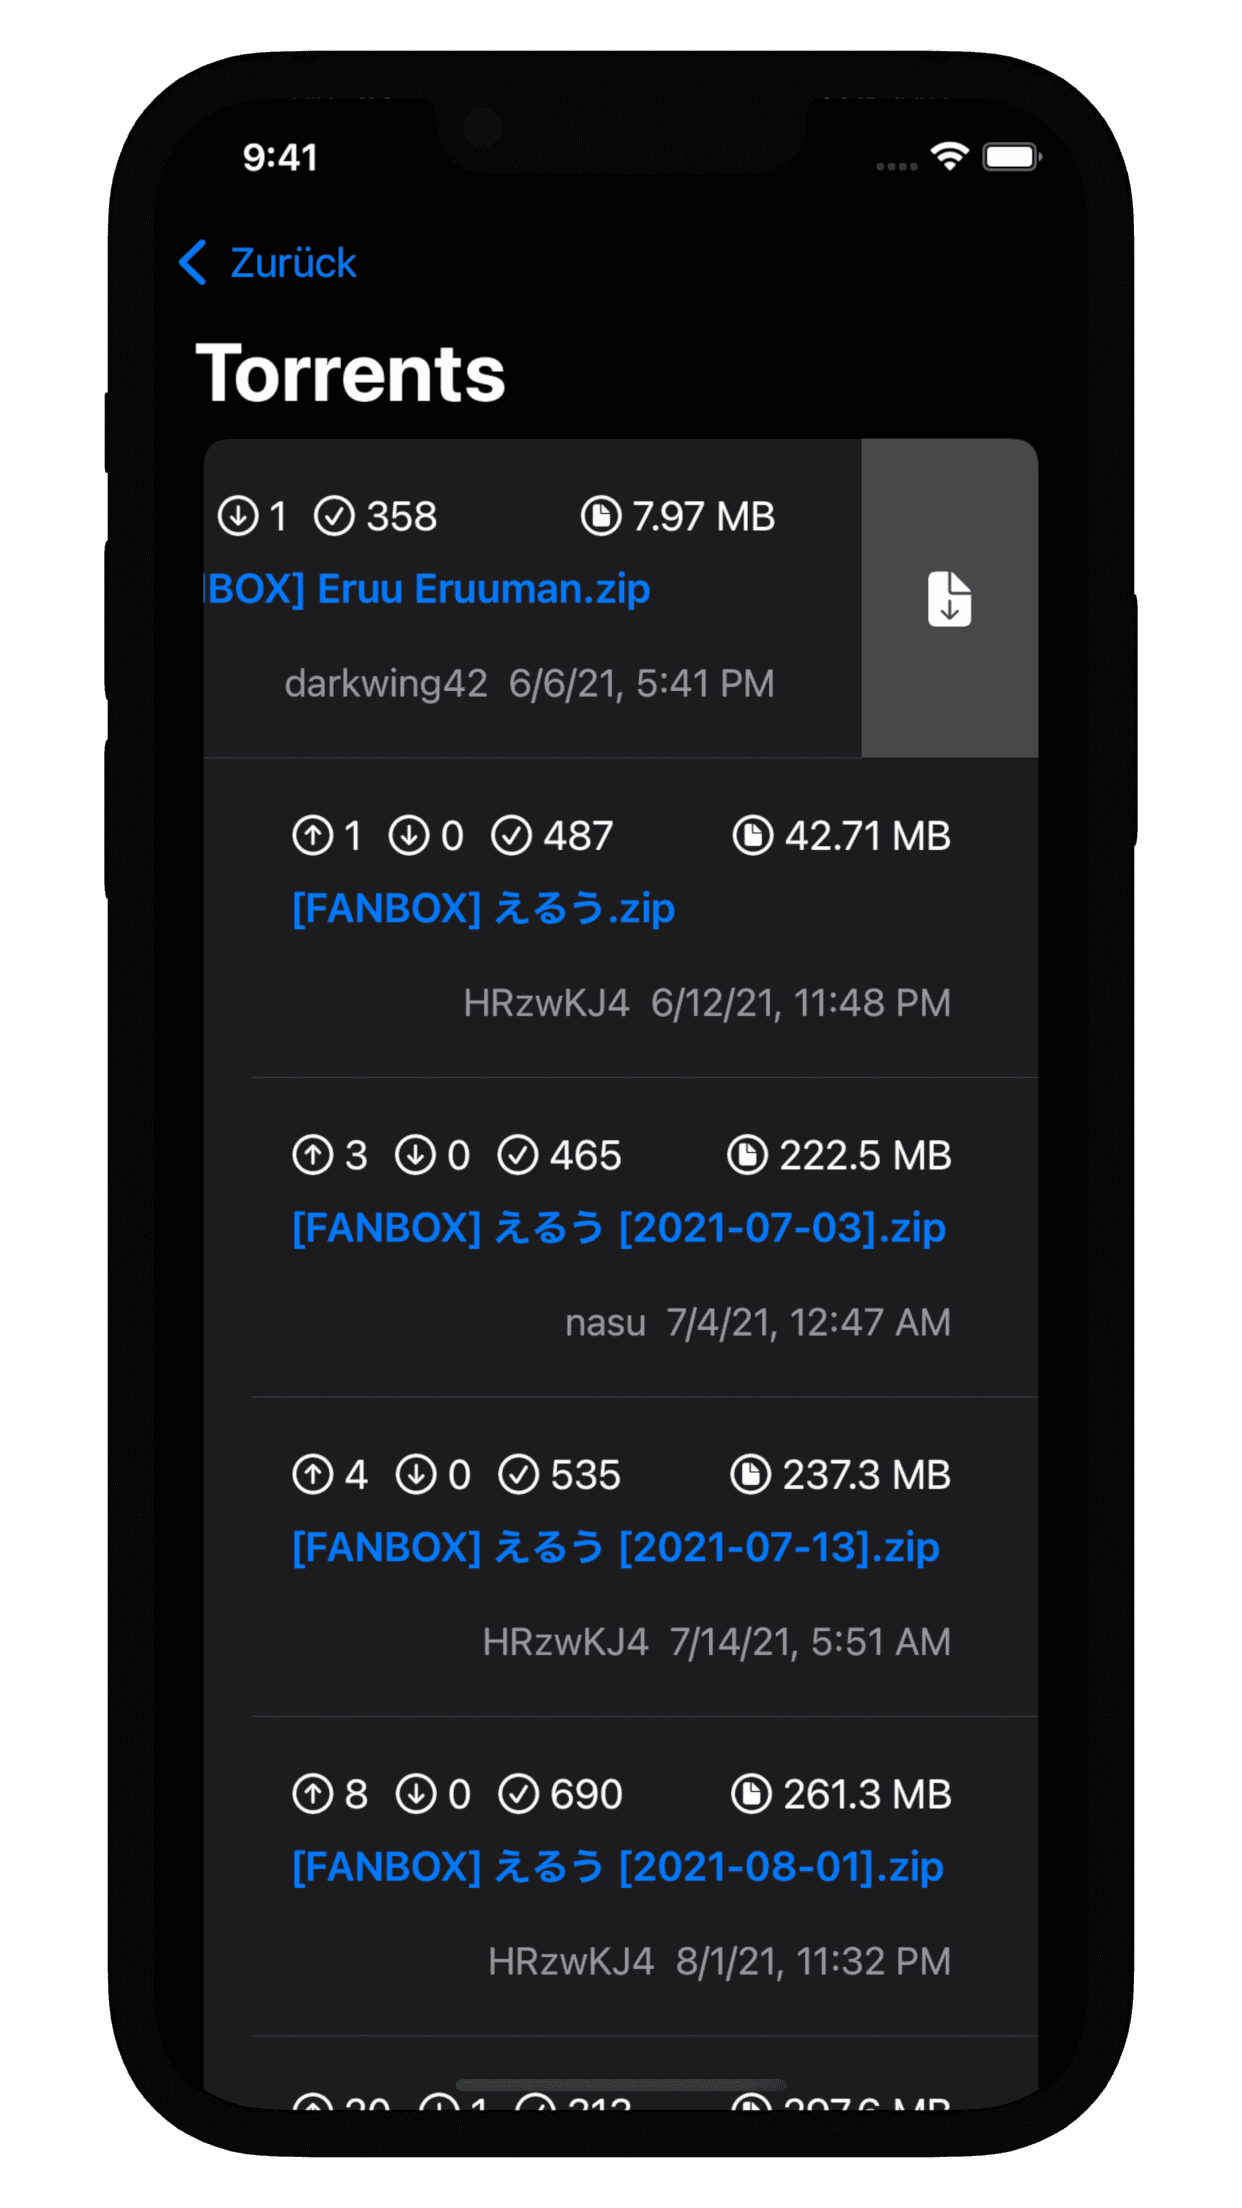 9:41
Zurück
Torrents
1 358 7.97 MB
BOX] Eruu Eruuman.zip
darkwing42 6/6/21, 5:41 PM
1 0 487 42.71 MB
[FANBOX] えるう.zip
HRzwKJ4 6/12/21, 11:48 PM
3 0 465 222.5 MB
[FANBOX] えるう [2021-07-03].zip
nasu 7/4/21, 12:47 AM
4 0 535 237.3 MB
[FANBOX] えるう [2021-07-13].zip
HRzwKJ4 7/14/21, 5:51 AM
8 0 690 261.3 MB
[FANBOX] えるう [2021-08-01].zip
HRzwKJ4 8/1/21, 11:32 PM